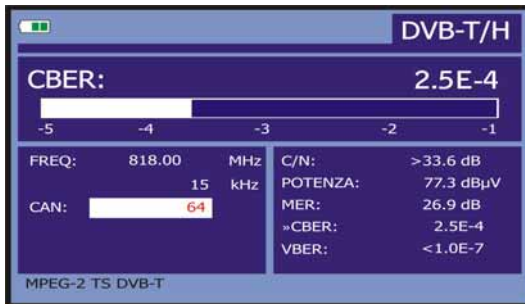 DVB-T/H
CBER: 2.5E-4
-5 -4 -3 -2 -1
FREQ: 818.00 MHz
15 kHz
CAN: 64
C/N: >33.6 dB
POTENZA: 77.3 dBµV
MER: 26.9 dB
»CBER: 2.5E-4
VBER: <1.0E-7
MPEG-2 TS DVB-T